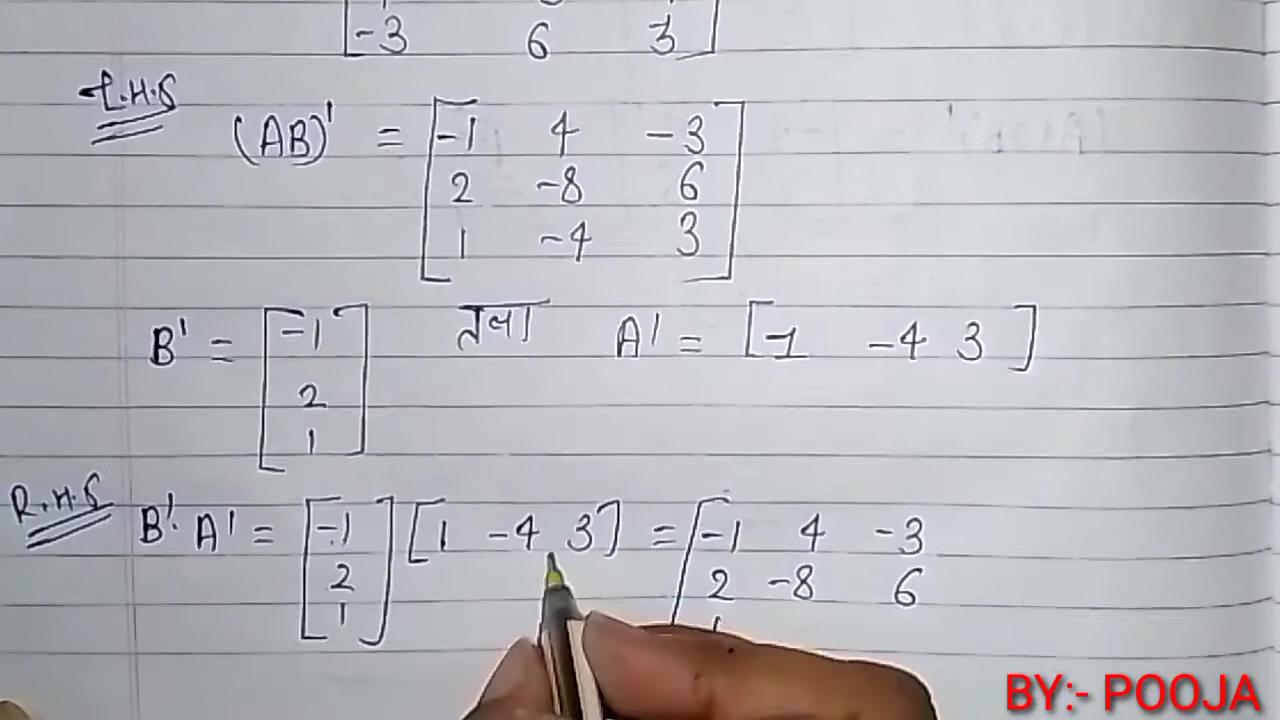 -3 6 3
L.H.S
(AB)' = [-1 4 -3
2 -8 6
1 -4 3]
B' = [-1
2
1] तथा A' = [-1 -4 3]
R.H.S B'. A' = [-1
2
1] [1 -4 3] = [-1 4 -3
2 -8 6
1
BY:- POOJA